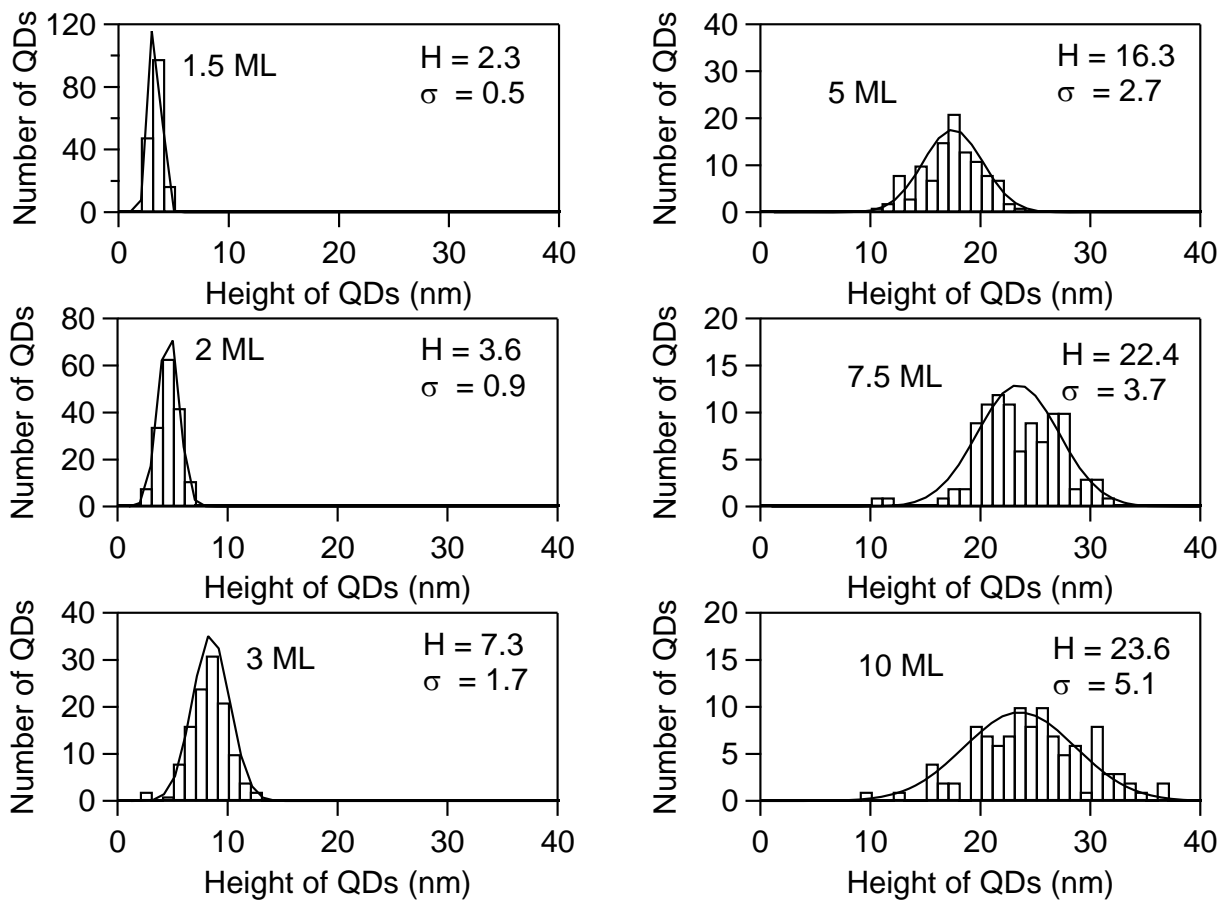 Number of QDs
120
80
40
0
1.5 ML
H = 2.3
σ = 0.5
0 10 20 30 40
Height of QDs (nm)
Number of QDs
40
30
20
10
0
5 ML
H = 16.3
σ = 2.7
0 10 20 30 40
Height of QDs (nm)
Number of QDs
80
60
40
20
0
2 ML
H = 3.6
σ = 0.9
0 10 20 30 40
Height of QDs (nm)
Number of QDs
20
15
10
5
0
7.5 ML
H = 22.4
σ = 3.7
0 10 20 30 40
Height of QDs (nm)
Number of QDs
40
30
20
10
0
3 ML
H = 7.3
σ = 1.7
0 10 20 30 40
Height of QDs (nm)
Number of QDs
20
15
10
5
0
10 ML
H = 23.6
σ = 5.1
0 10 20 30 40
Height of QDs (nm)